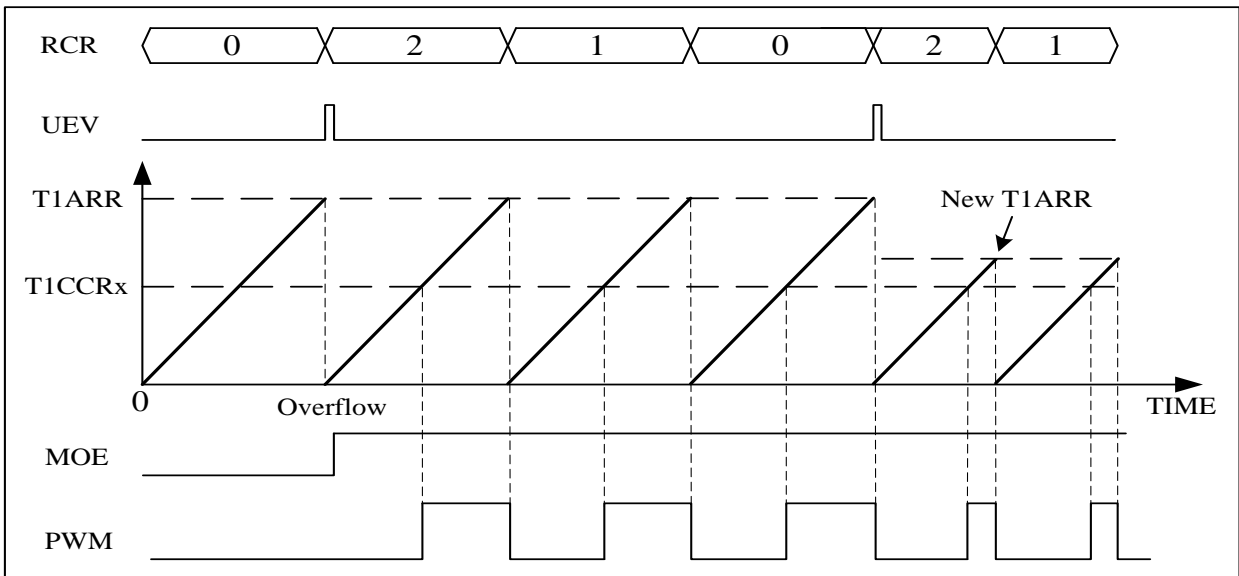 RCR 0 2 1 0 2 1
UEV
T1ARR
New T1ARR
T1CCRx
0
Overflow
TIME
MOE
PWM